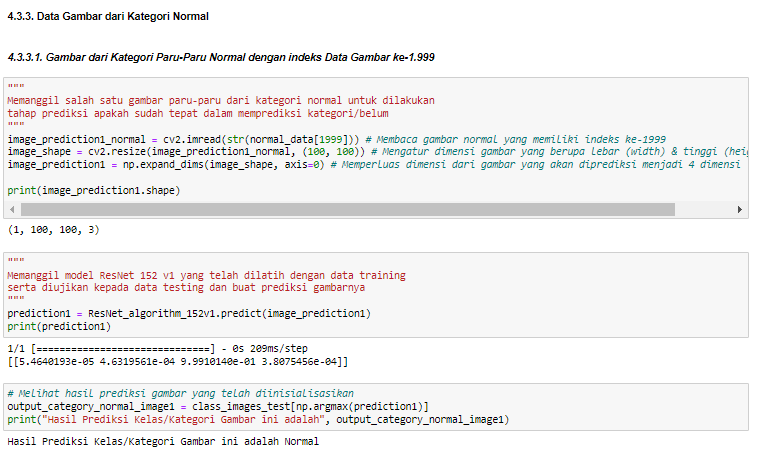 4.3.3. Data Gambar dari Kategori Normal
4.3.3.1. Gambar dari Kategori Paru-Paru Normal dengan indeks Data Gambar ke-1.999
"""
Memanggil salah satu gambar paru-paru dari kategori normal untuk dilakukan
tahap prediksi apakah sudah tepat dalam memprediksi kategori/belum
"""
image_prediction1_normal = cv2.imread(str(normal_data[1999])) # Membaca gambar normal yang memiliki indeks ke-1999
image_shape = cv2.resize(image_prediction1_normal, (100, 100)) # Mengatur dimensi gambar yang berupa lebar (width) & tinggi (hei
image_prediction1 = np.expand_dims(image_shape, axis=0) # Memperluas dimensi dari gambar yang akan diprediksi menjadi 4 dimensi
print(image_prediction1.shape)
(1, 100, 100, 3)
"""
Memanggil model ResNet 152 v1 yang telah dilatih dengan data training
serta diujikan kepada data testing dan buat prediksi gambarnya
"""
prediction1 = ResNet_algorithm_152v1.predict(image_prediction1)
print(prediction1)
1/1 [==============================] - 0s 209ms/step
[[5.4640193e-05 4.6319561e-04 9.9910140e-01 3.8075456e-04]]
# Melihat hasil prediksi gambar yang telah diinisialisasikan
output_category_normal_image1 = class_images_test[np.argmax(prediction1)]
print("Hasil Prediksi Kelas/Kategori Gambar ini adalah", output_category_normal_image1)
Hasil Prediksi Kelas/Kategori Gambar ini adalah Normal